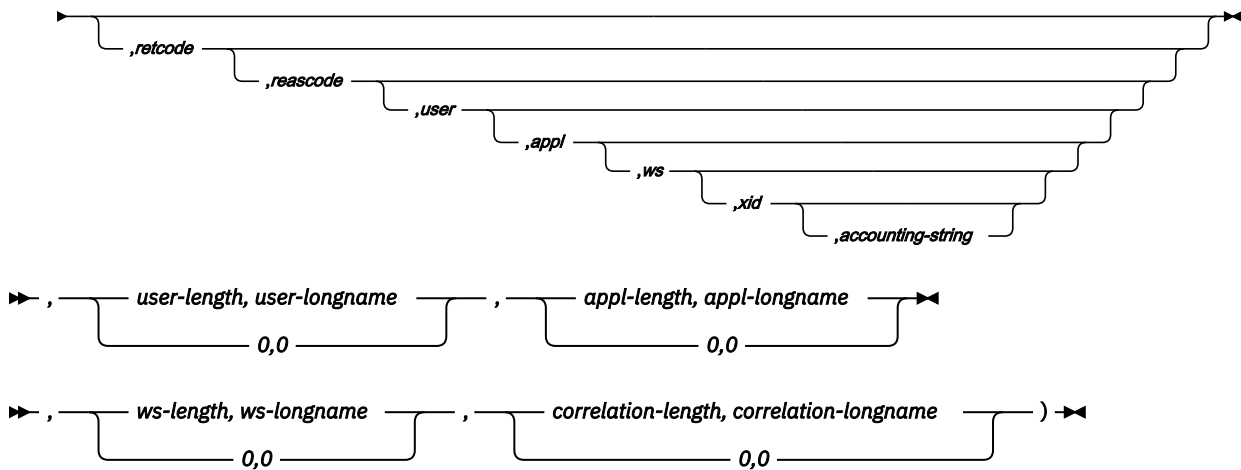 ,retcode
,reascode
,user
,appl
,ws
,xid
,accounting-string
, user-length, user-longname , appl-length, appl-longname
0,0 0,0
, ws-length, ws-longname , correlation-length, correlation-longname )
0,0 0,0